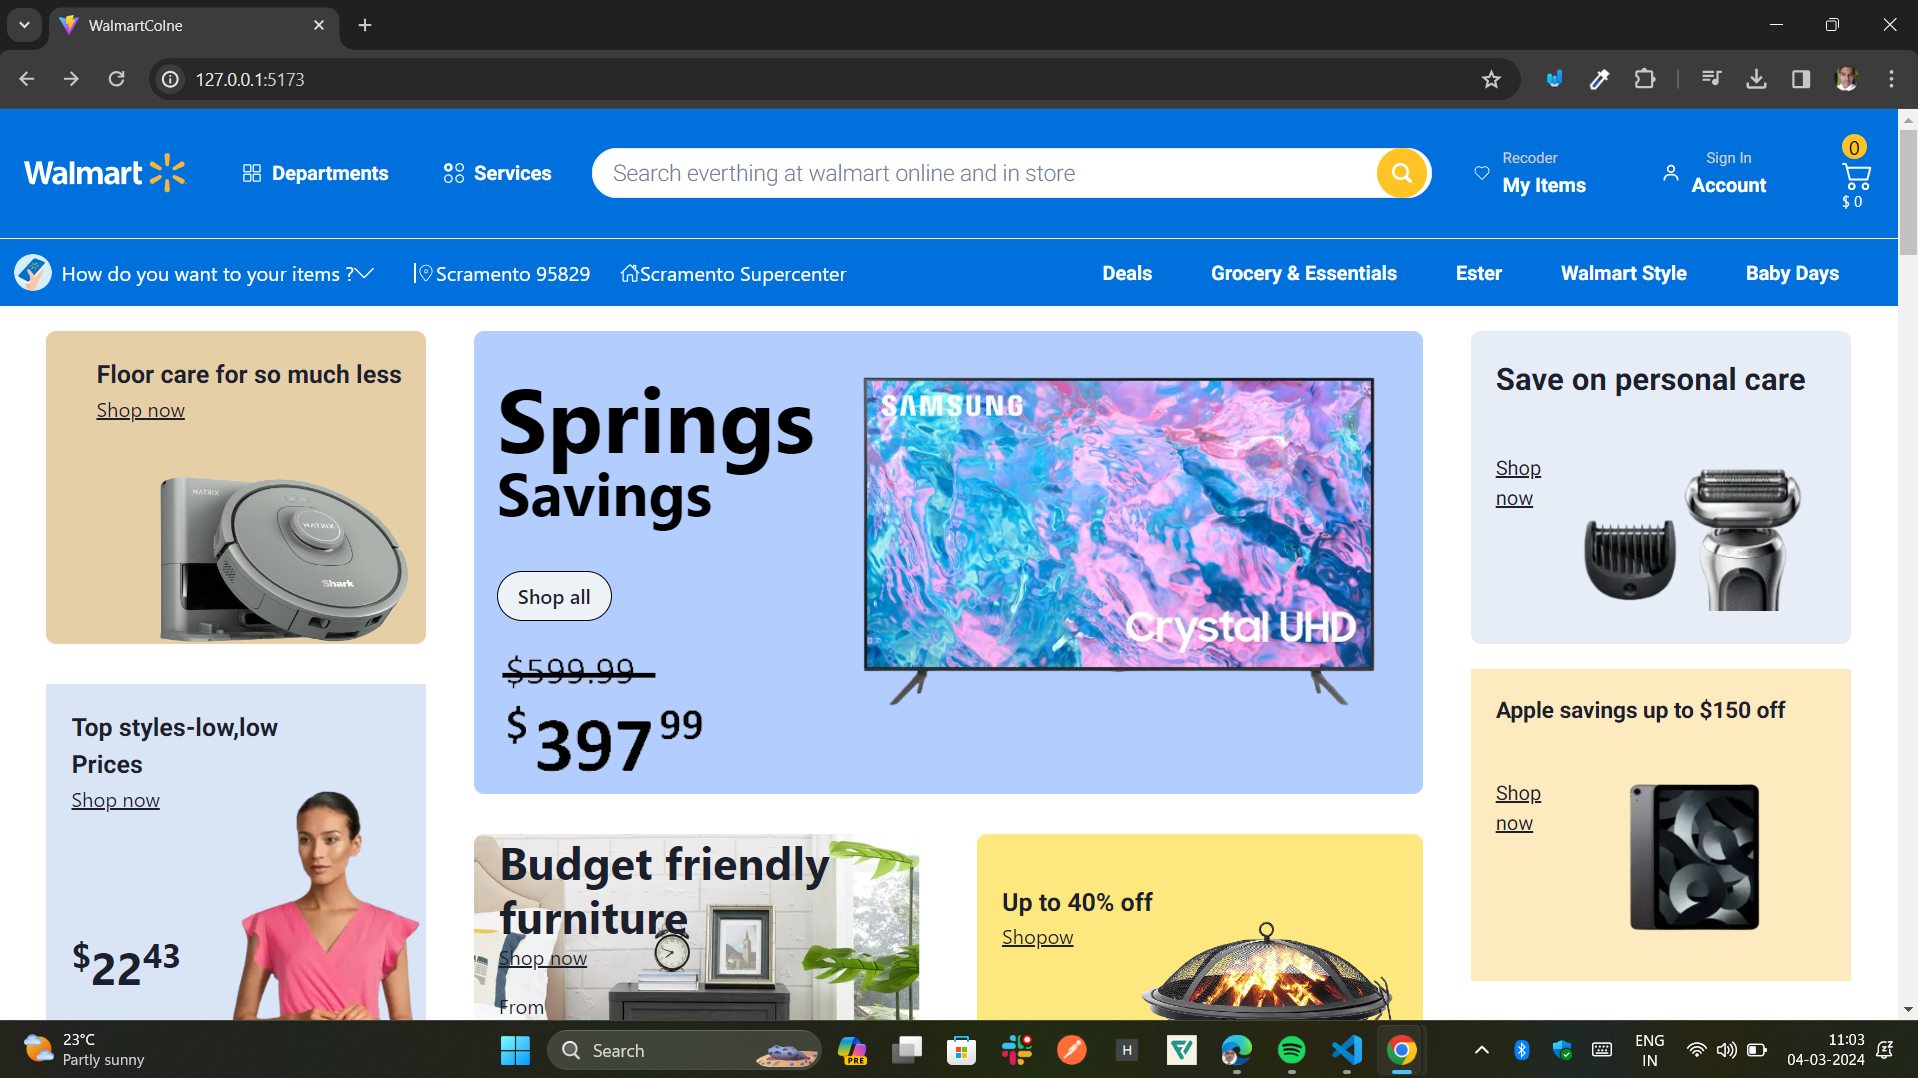 WalmartColne
127.0.0.1:5173
Walmart
Departments
Services
Search everthing at walmart online and in store
Recoder
My Items
Sign In
Account
0
$ 0
How do you want to your items ?
Scramento 95829
Scramento Supercenter
Deals
Grocery & Essentials
Ester
Walmart Style
Baby Days
Floor care for so much less
Shop now
MATRIX
MATRIX
Shark
Top styles-low,low
Prices
Shop now
$22 43
Springs
Savings
Shop all
$599.99
$ 397 99
SAMSUNG
Crystal UHD
Budget friendly
furniture
Shop now
From
Up to 40% off
Shopow
Save on personal care
Shop
now
Apple savings up to $150 off
Shop
now
23°C
Partly sunny
Search
PRE
H
ENG
IN
11:03
04-03-2024